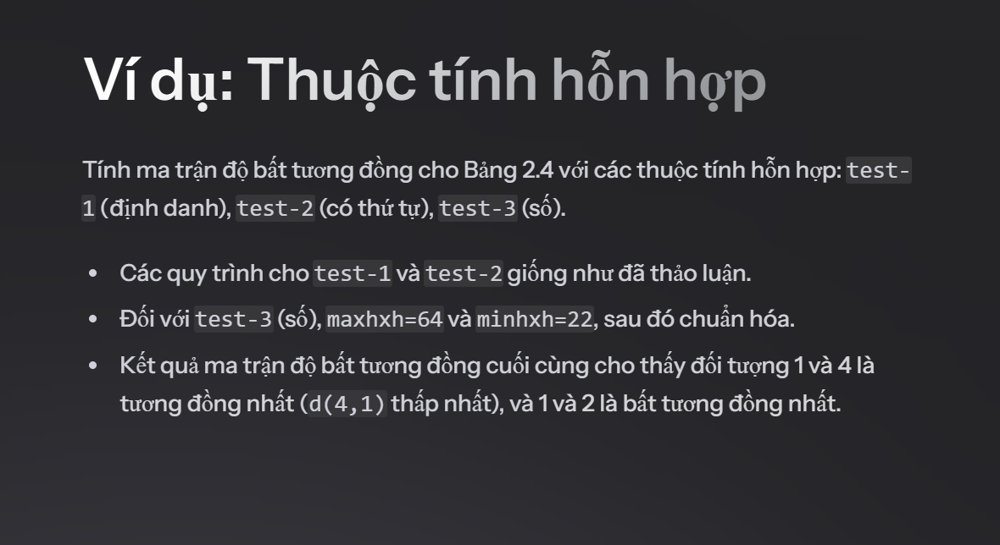 Ví dụ: Thuộc tính hỗn hợp
Tính ma trận độ bất tương đồng cho Bảng 2.4 với các thuộc tính hỗn hợp: test-
1 (định danh), test-2 (có thứ tự), test-3 (số).
• Các quy trình cho test-1 và test-2 giống như đã thảo luận.
• Đối với test-3 (số), maxhxh=64 và minhxh=22, sau đó chuẩn hóa.
• Kết quả ma trận độ bất tương đồng cuối cùng cho thấy đối tượng 1 và 4 là
tương đồng nhất (d(4,1) thấp nhất), và 1 và 2 là bất tương đồng nhất.